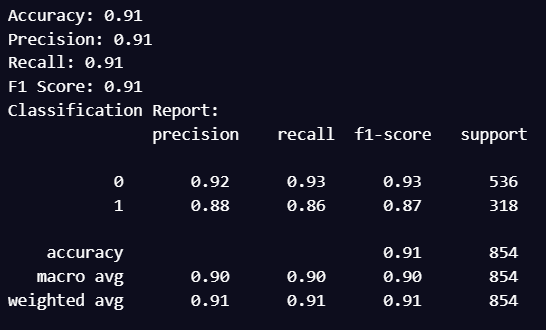 Accuracy: 0.91
Precision: 0.91
Recall: 0.91
F1 Score: 0.91
Classification Report:
              precision    recall  f1-score   support

           0       0.92      0.93      0.93       536
           1       0.88      0.86      0.87       318

    accuracy                           0.91       854
   macro avg       0.90      0.90      0.90       854
weighted avg       0.91      0.91      0.91       854